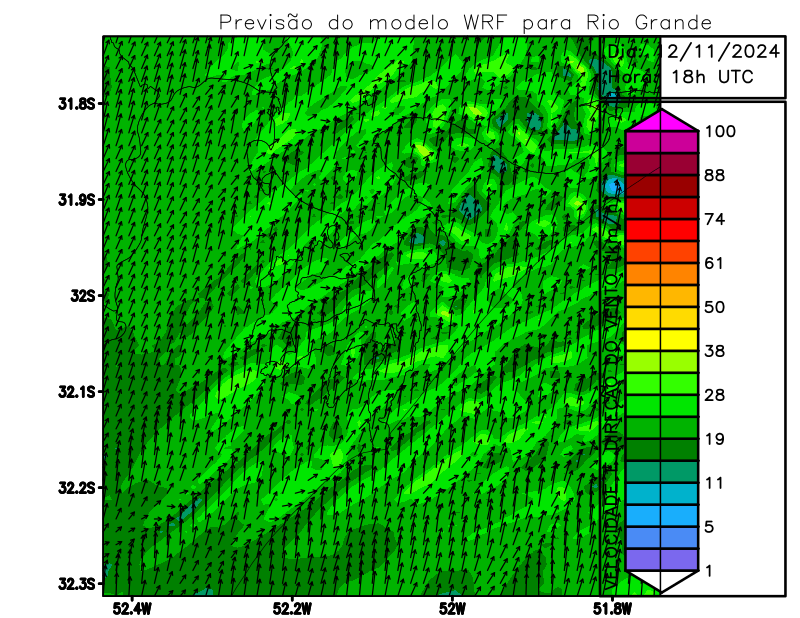 Previsão do modelo WRF para Rio Grande
Dia: 12/11/2024
Hora: 18h UTC
31.8S
31.9S
32S
32.1S
32.2S
32.3S
52.4W
52.2W
52W
51.8W
VELOCIDADE E DIREÇÃO DO VENTO (km/h)
100
88
74
61
50
38
28
19
11
5
1